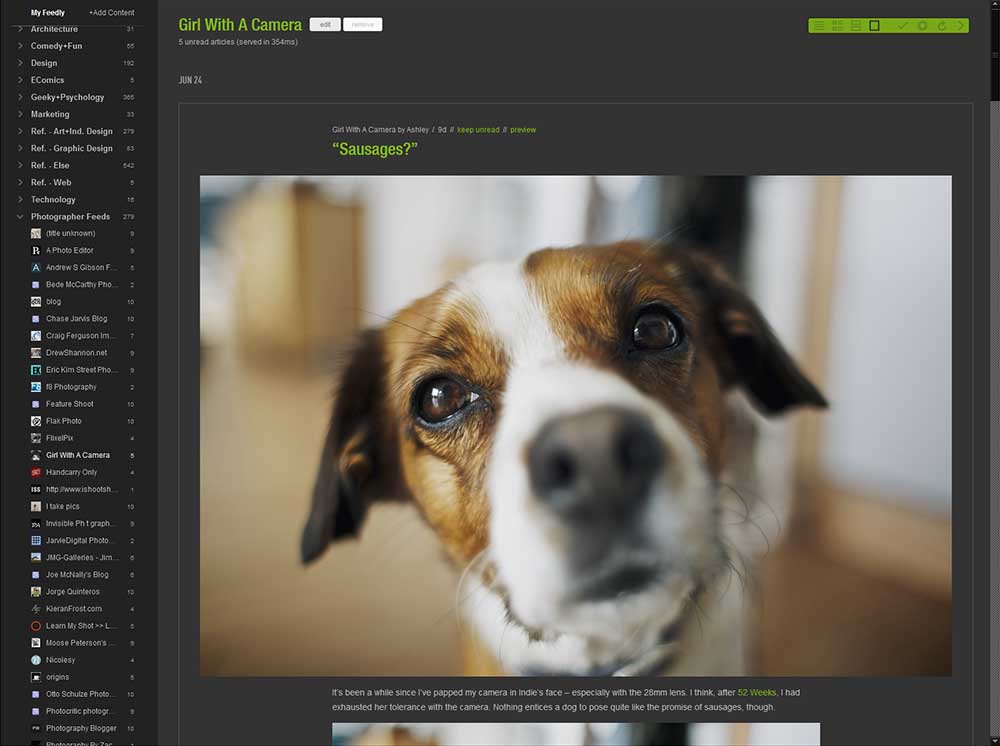 My Feedly
+Add Content
Architecture 31
Comedy+Fun 55
Design 192
EComics 5
Geeky+Psychology 365
Marketing 33
Ref. - Art+Ind. Design 279
Ref. - Graphic Design 83
Ref. - Else 542
Ref. - Web 5
Technology 16
Photographer Feeds 279
(title unknown) 9
A Photo Editor 9
Andrew S Gibson F... 5
Bede McCarthy Pho... 2
blog 10
Chase Jarvis Blog 10
Craig Ferguson Im... 7
DrewShannon.net 9
Eric Kim Street Pho... 9
f8 Photography 2
Feature Shoot 10
Flak Photo 10
FlixelPix 4
Girl With A Camera 5
Handcarry Only 4
http://www.ishootsh... 1
I take pics 10
Invisible Ph t graph... 9
JarvieDigital Photo... 2
JMG-Galleries - Jim... 6
Joe McNally's Blog 6
Jorge Quinteros 10
KieranFrost.com 4
Learn My Shot >> L... 8
Moose Peterson's ... 9
Nicolesy 4
origins 8
Otto Schulze Photo... 10
Photocritic photogr... 9
Photography Blogger 10
Photography By Zac
Girl With A Camera
edit
remove
5 unread articles (served in 354ms)
JUN 24
Girl With A Camera by Ashley / 9d // keep unread // preview
“Sausages?”
It’s been a while since I’ve papped my camera in Indie’s face – especially with the 28mm lens. I think, after 52 Weeks, I had
exhausted her tolerance with the camera. Nothing entices a dog to pose quite like the promise of sausages, though.